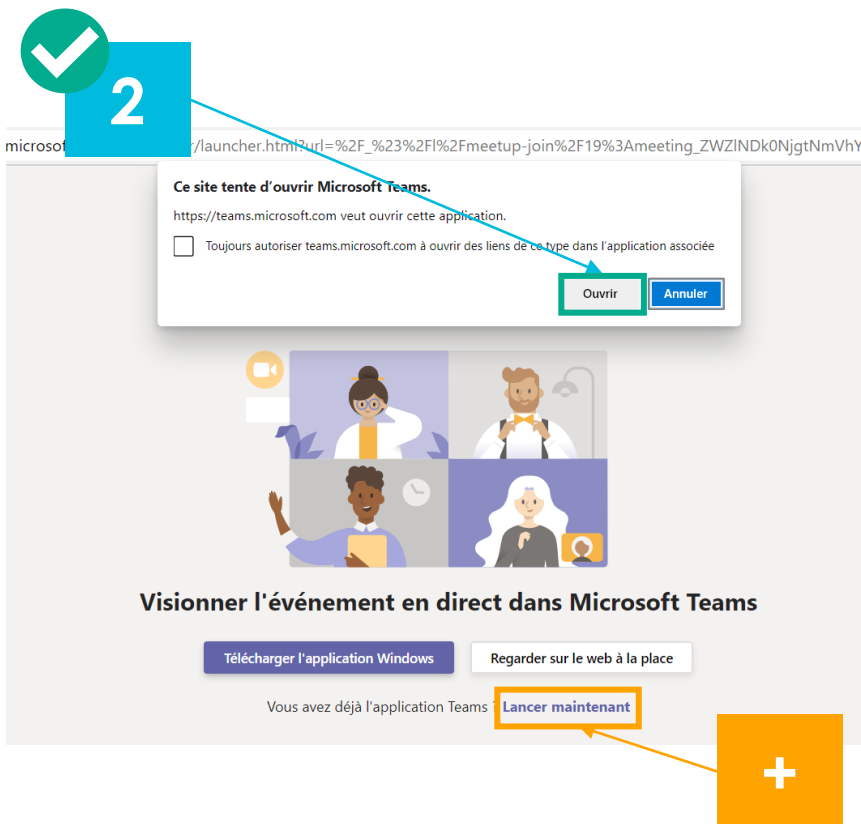 2
microsof
r/launcher.html?url=%2F_%23%2Fl%2Fmeetup-join%2F19%3Ameeting_ZWZlNDk0NjgtNmVhY
Ce site tente d'ouvrir Microsoft Teams.
https://teams.microsoft.com veut ouvrir cette application.
Toujours autoriser teams.microsoft.com à ouvrir des liens de ce type dans l'application associée
Ouvrir
Annuler
Visionner l'événement en direct dans Microsoft Teams
Télécharger l'application Windows
Regarder sur le web à la place
Vous avez déjà l'application Teams ? Lancer maintenant
+